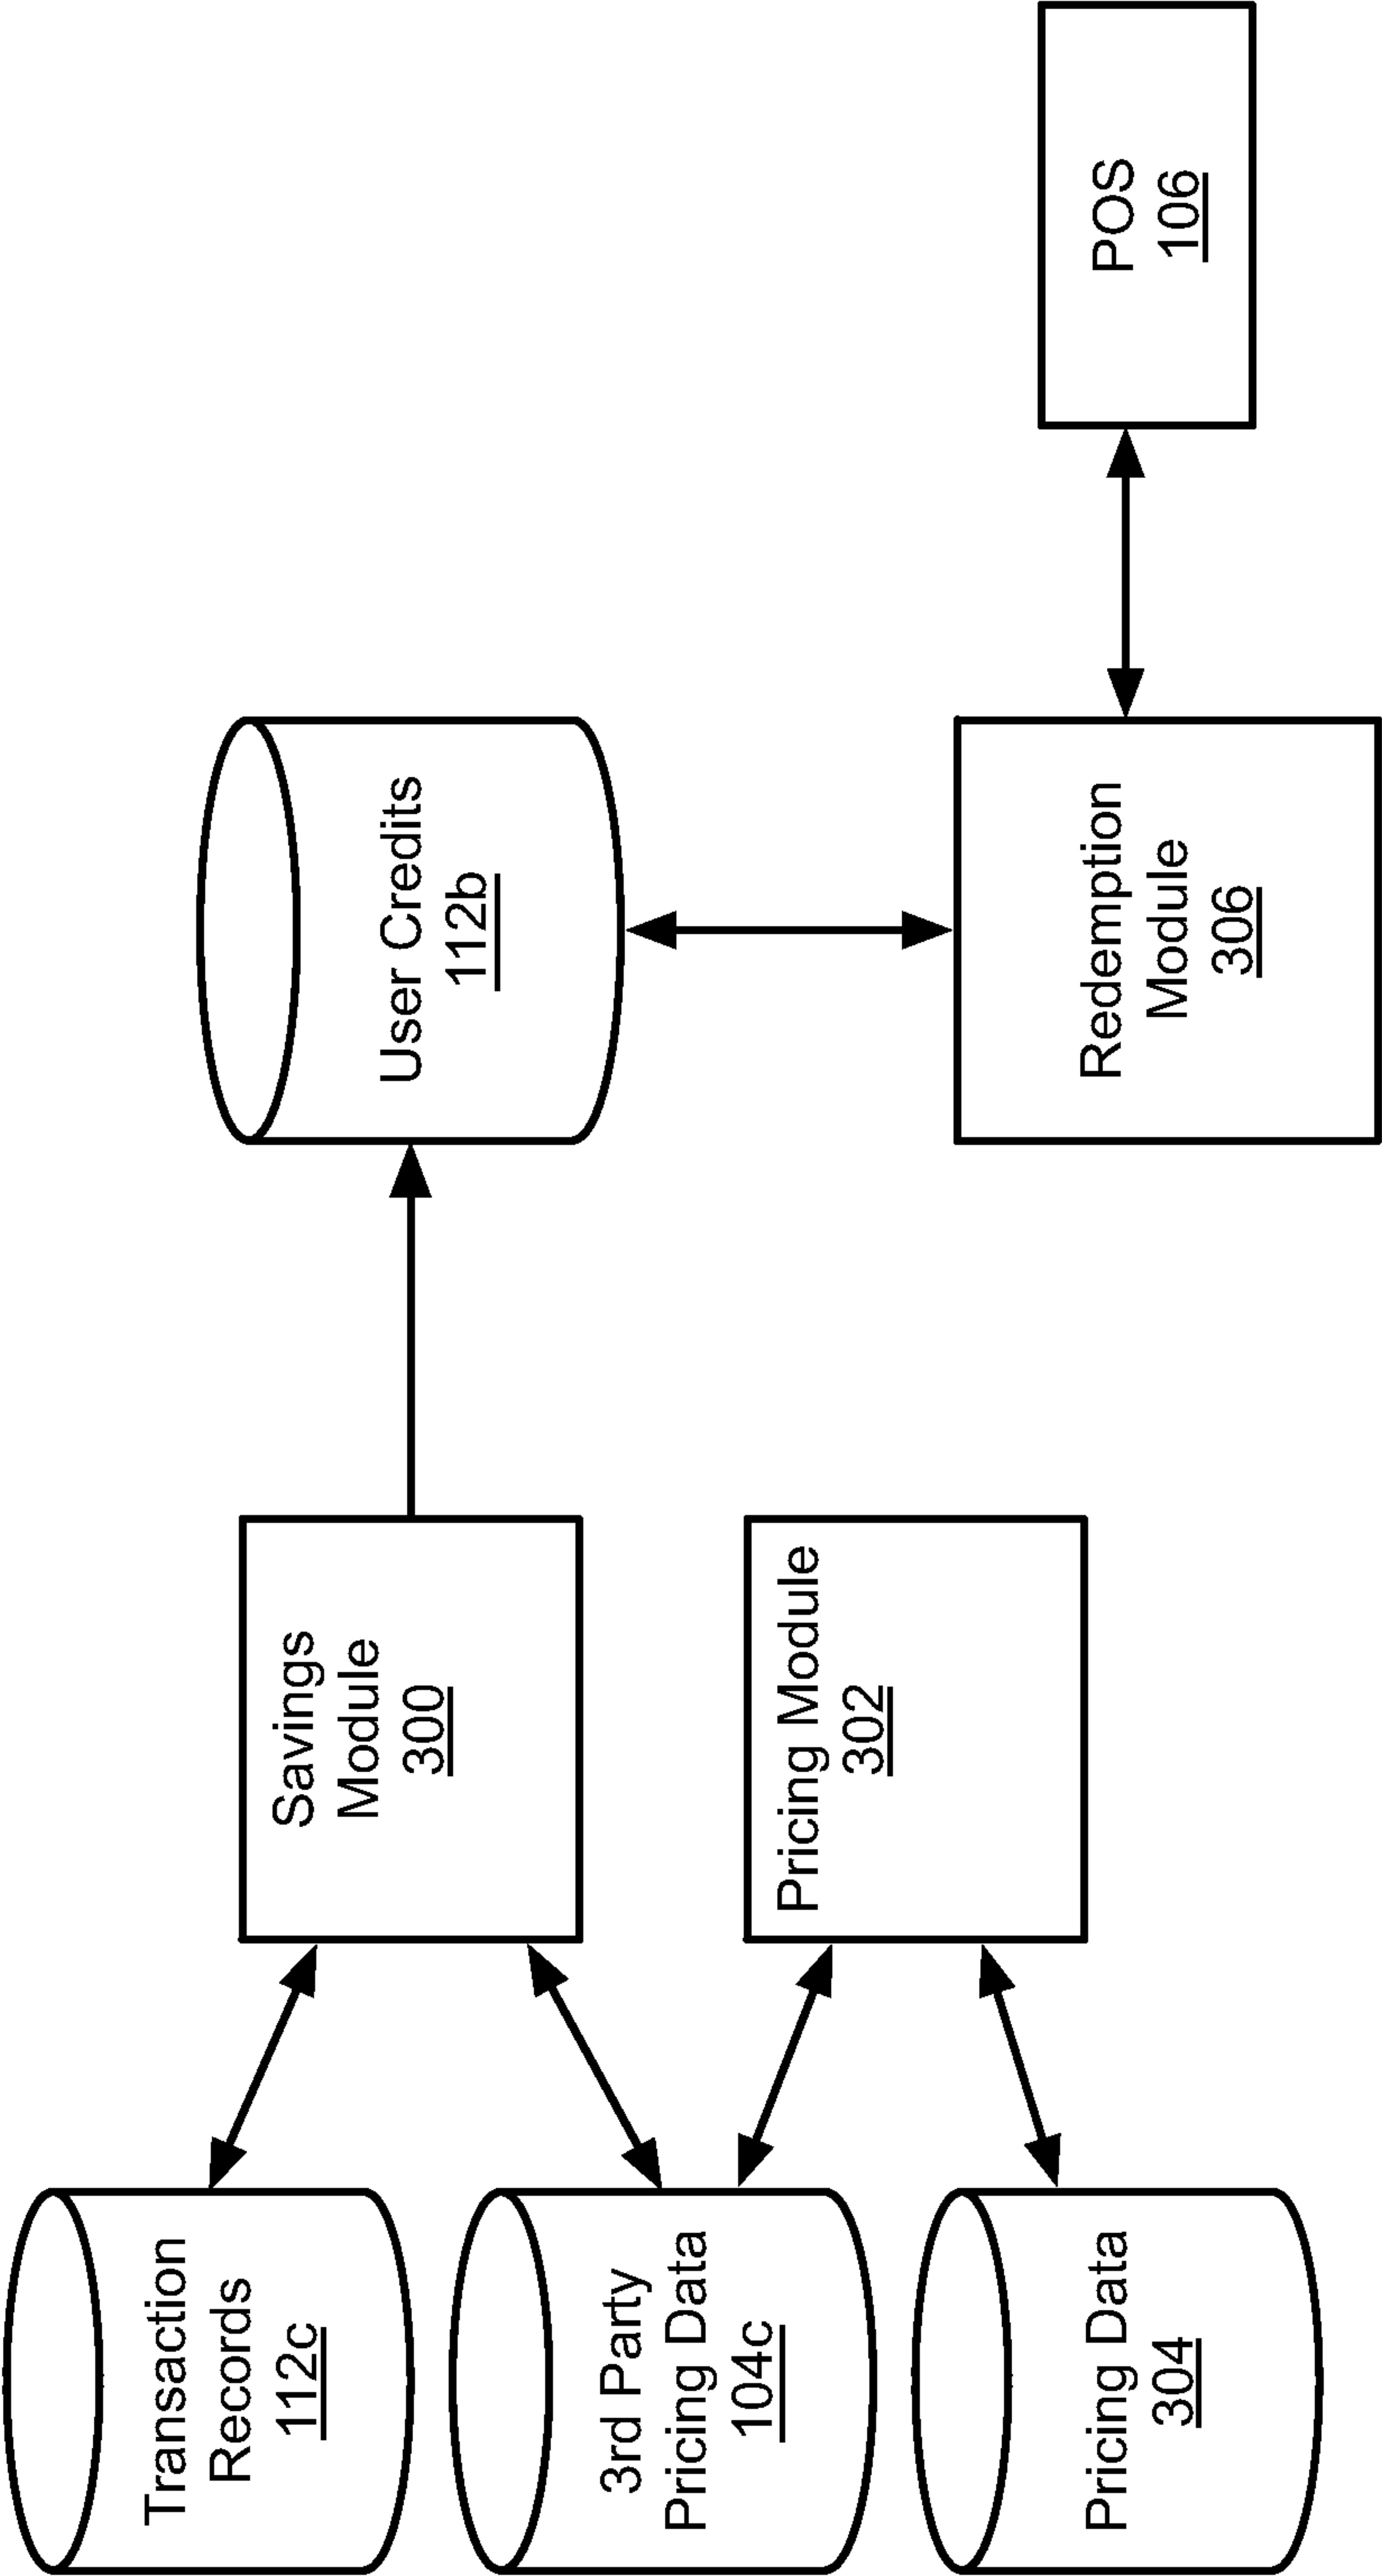 Transaction
Records
112c
3rd Party
Pricing Data
104c
Pricing Data
304
Savings
Module
300
Pricing Module
302
User Credits
112b
Redemption
Module
306
POS
106